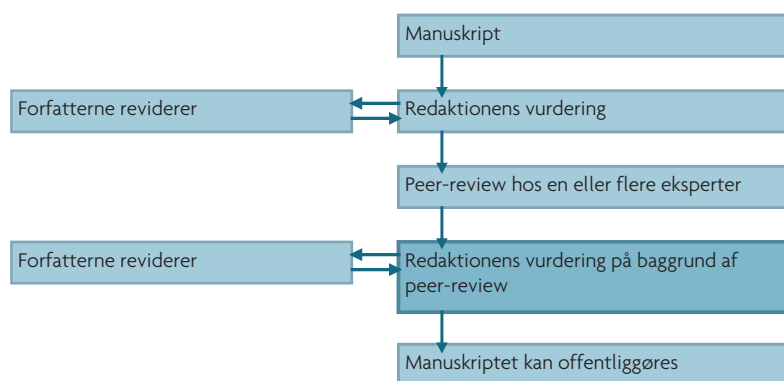 Manuskript
Forfatterne reviderer
Redaktionens vurdering
Peer-review hos en eller flere eksperter
Forfatterne reviderer
Redaktionens vurdering på baggrund af
peer-review
Manuskriptet kan offentliggøres